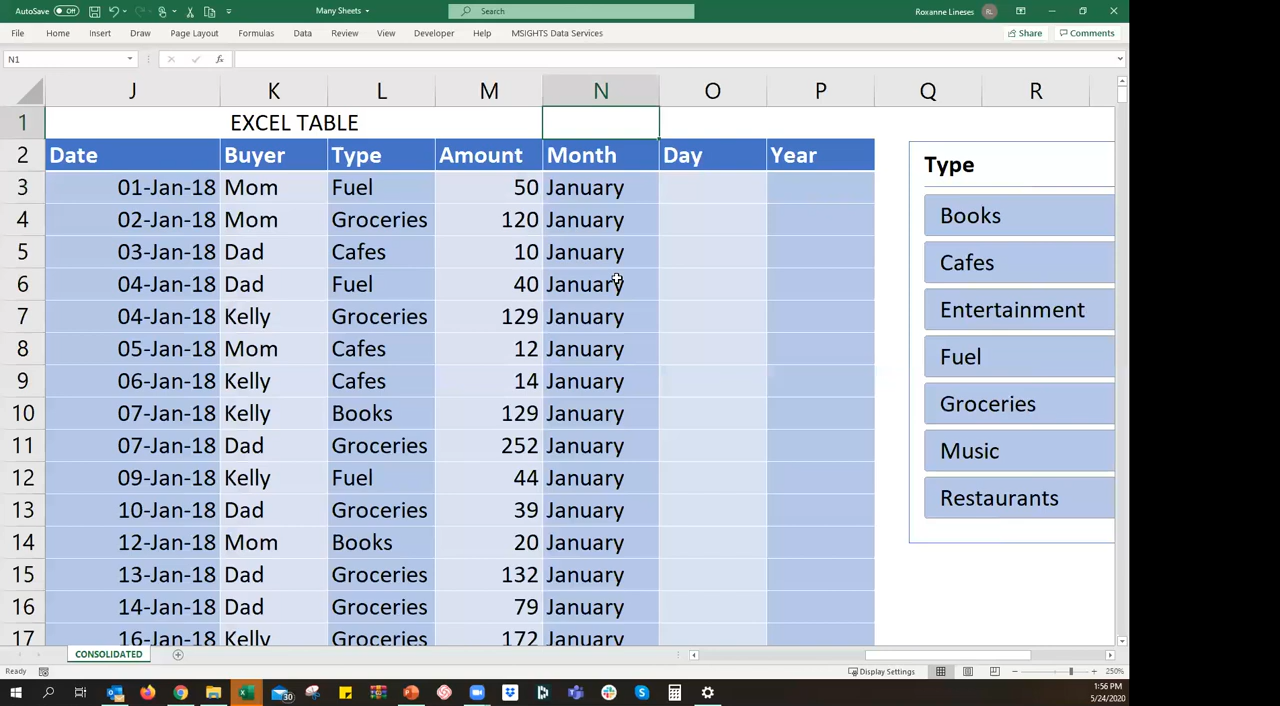 AutoSave Off Many Sheets Search Roxanne Lineses RL
File Home Insert Draw Page Layout Formulas Data Review View Developer Help MSIGHTS Data Services Share Comments
N1 fx
J K L M N O P Q R
1 EXCEL TABLE
2 Date Buyer Type Amount Month Day Year Type
3 01-Jan-18 Mom Fuel 50 January
Books
4 02-Jan-18 Mom Groceries 120 January
5 03-Jan-18 Dad Cafes 10 January
Cafes
6 04-Jan-18 Dad Fuel 40 January
Entertainment
7 04-Jan-18 Kelly Groceries 129 January
8 05-Jan-18 Mom Cafes 12 January
Fuel
9 06-Jan-18 Kelly Cafes 14 January
Groceries
10 07-Jan-18 Kelly Books 129 January
11 07-Jan-18 Dad Groceries 252 January
Music
12 09-Jan-18 Kelly Fuel 44 January
Restaurants
13 10-Jan-18 Dad Groceries 39 January
14 12-Jan-18 Mom Books 20 January
15 13-Jan-18 Dad Groceries 132 January
16 14-Jan-18 Dad Groceries 79 January
17 16-Jan-18 Kelly Groceries 172 January
CONSOLIDATED
Ready Display Settings 250%
30
1:56 PM
5/24/2020